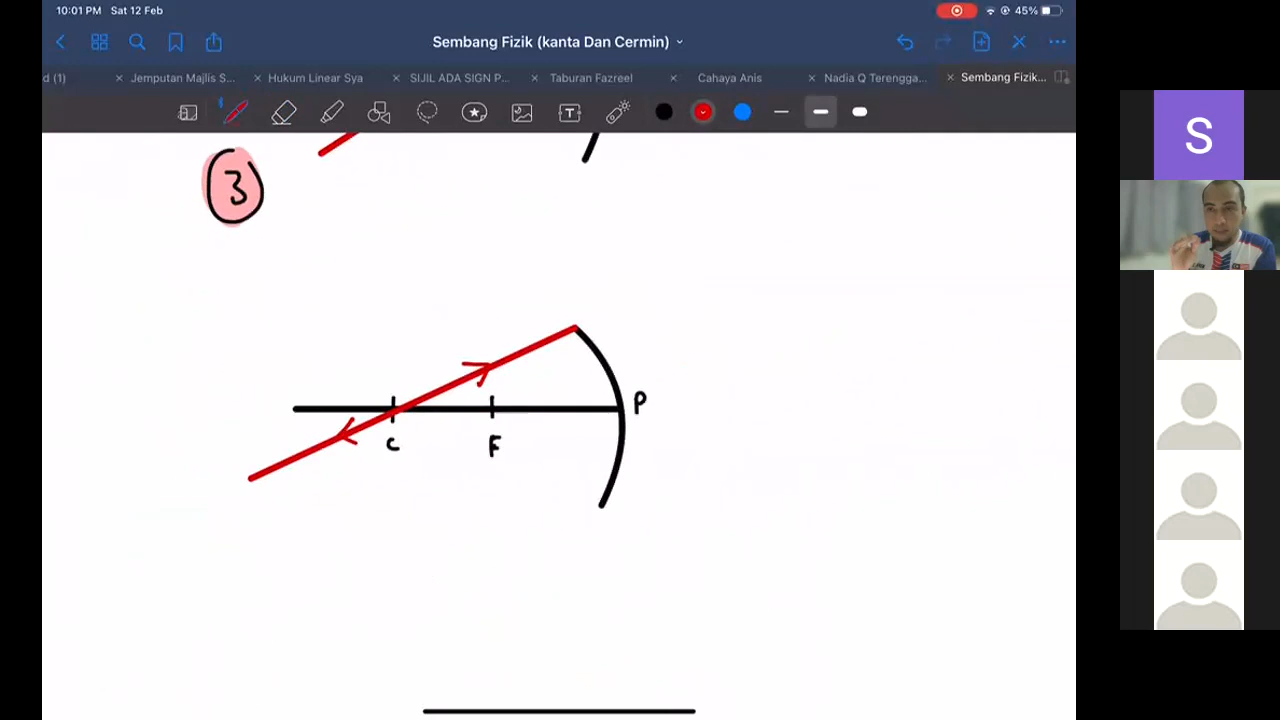 10:01 PM Sat 12 Feb
45%
Sembang Fizik (kanta Dan Cermin)
d (1)
Jemputan Majlis S...
Hukum Linear Sya
SIJIL ADA SIGN P...
Taburan Fazreel
Cahaya Anis
Nadia Q Terengga...
Sembang Fizik...
T
S
3
P
C
F